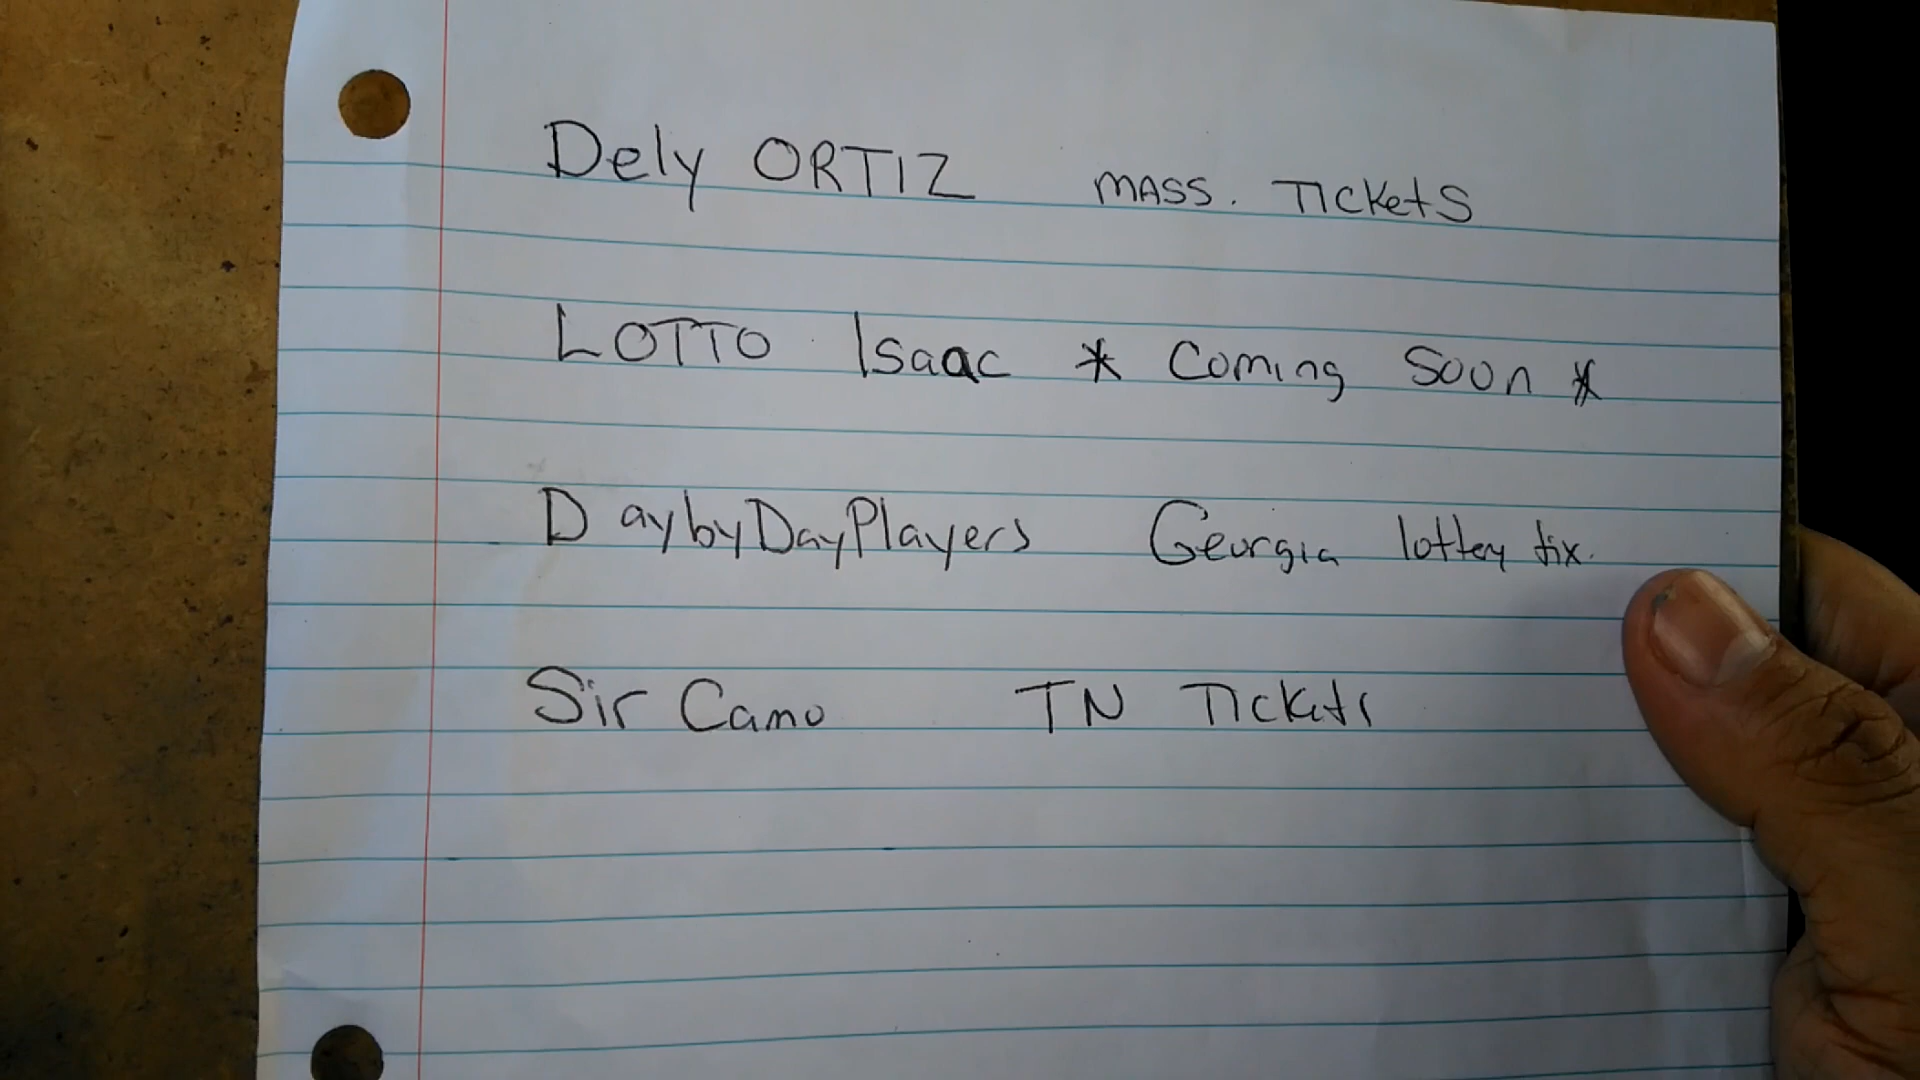 Dely ORTIZ MASS. TICKETS
LOTTO Isaac * Coming Soon *
DaybyDayPlayers Georgia lottery tix.
Sir Camo TN TICKETS